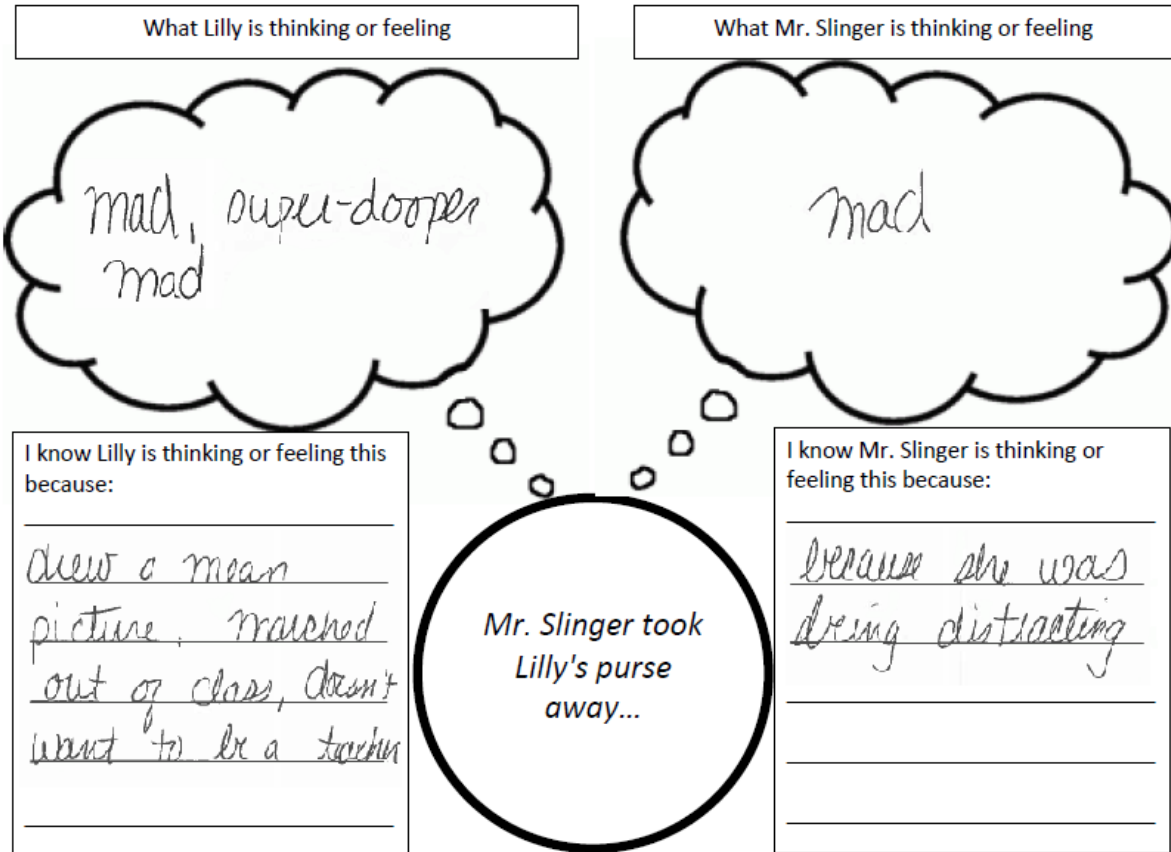 What Lilly is thinking or feeling
What Mr. Slinger is thinking or feeling
mad, super-dooper
mad
mad
I know Lilly is thinking or feeling this
because:
drew a mean
picture, marched
out of class, doesn't
want to be a teacher
Mr. Slinger took
Lilly's purse
away...
I know Mr. Slinger is thinking or
feeling this because:
because she was
being distracting